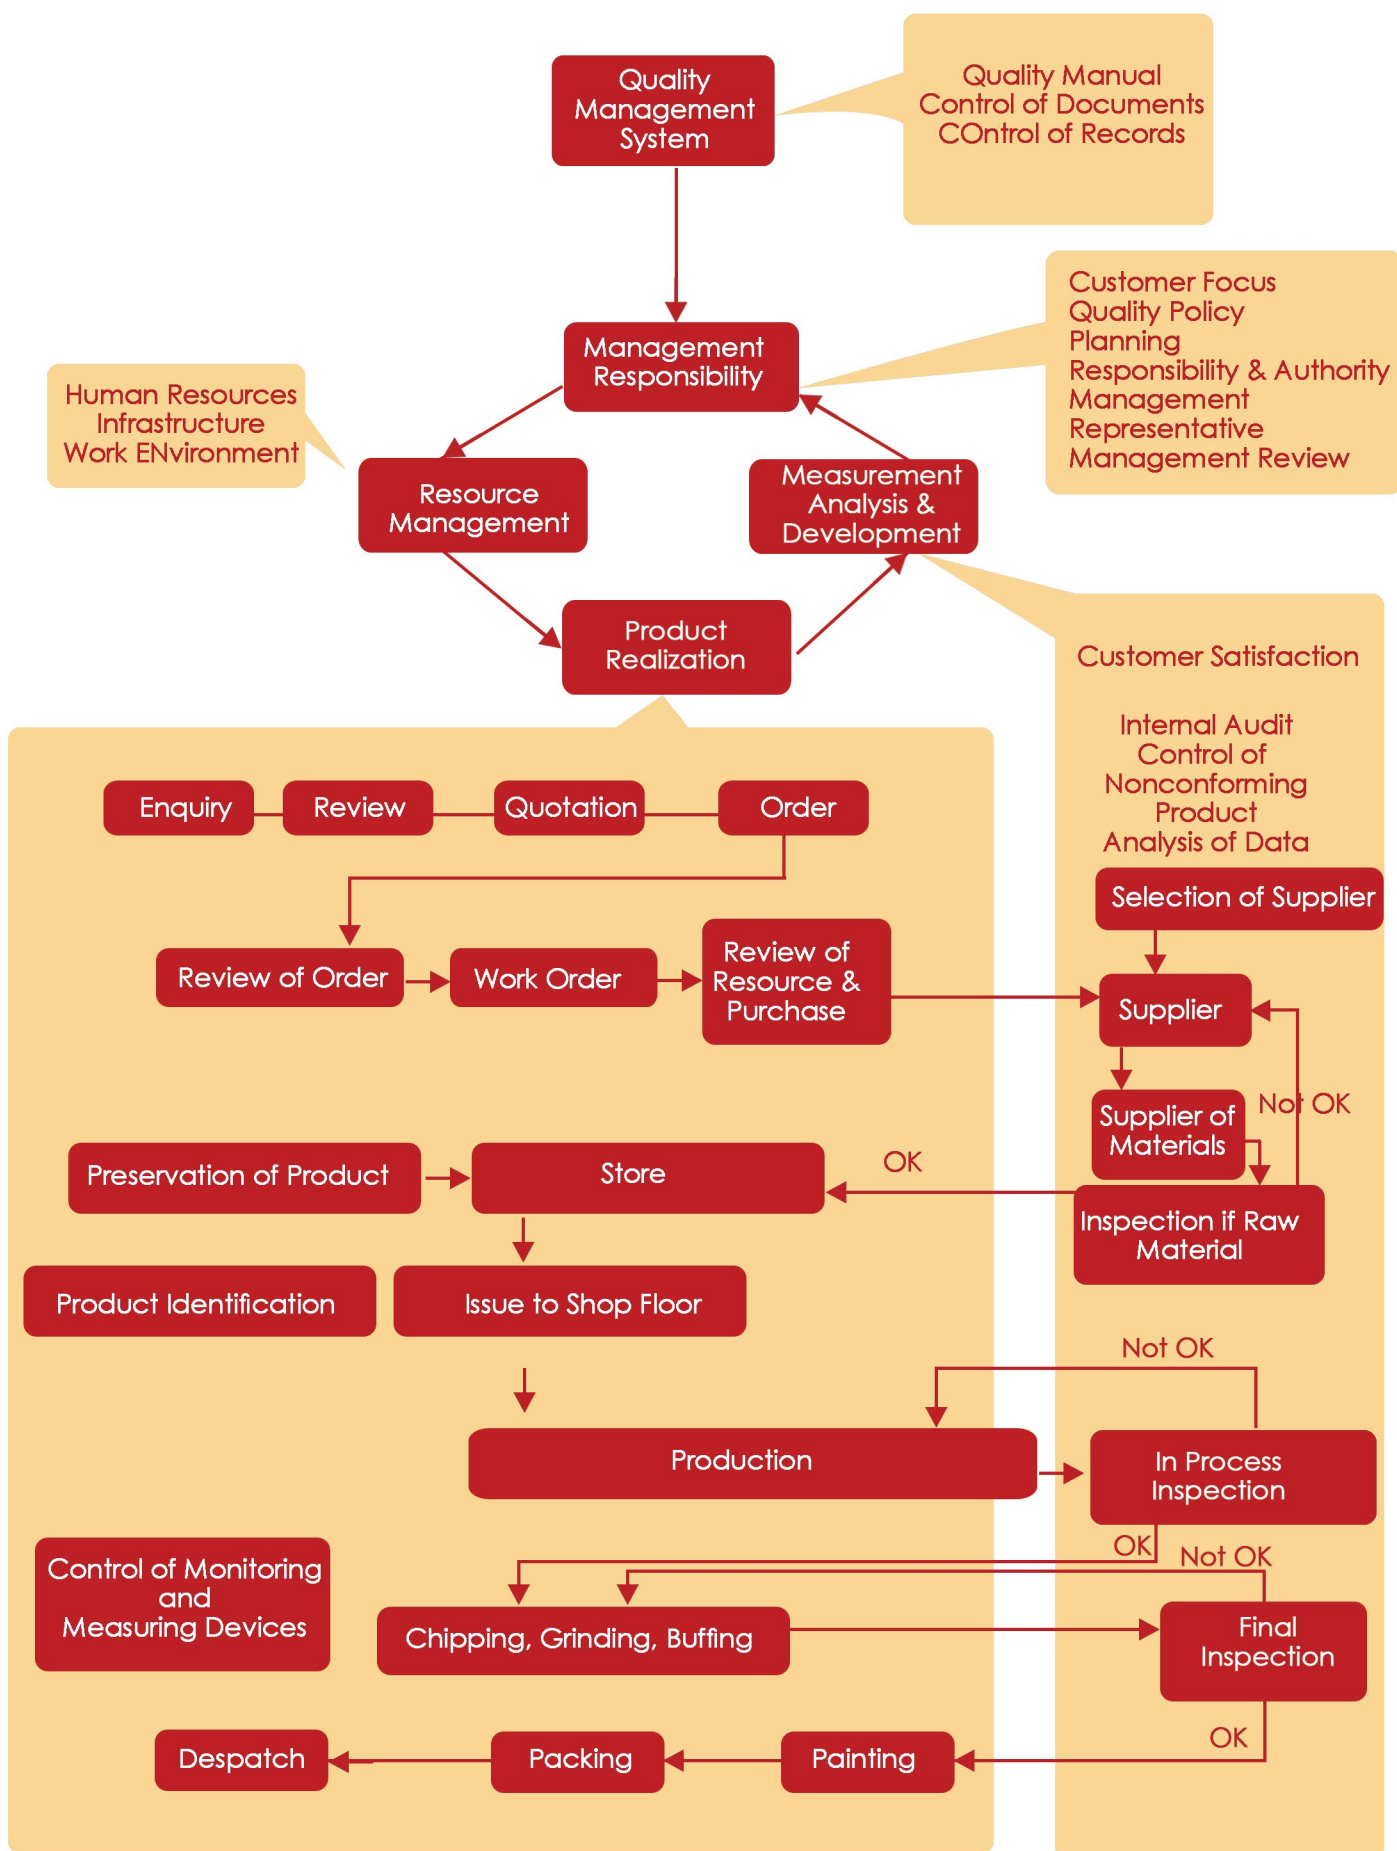 Quality
Management
System
Quality Manual
Control of Documents
COntrol of Records
Management
Responsibility
Customer Focus
Quality Policy
Planning
Responsibility & Authority
Management
Representative
Management Review
Human Resources
Infrastructure
Work ENvironment
Resource
Management
Measurement
Analysis &
Development
Product
Realization
Customer Satisfaction
Internal Audit
Control of
Nonconforming
Product
Analysis of Data
Enquiry
Review
Quotation
Order
Selection of Supplier
Review of Order
Work Order
Review of
Resource &
Purchase
Supplier
Supplier of
Materials
Not OK
Preservation of Product
Store
OK
Inspection if Raw
Material
Product Identification
Issue to Shop Floor
Not OK
Production
In Process
Inspection
OK
Not OK
Control of Monitoring
and
Measuring Devices
Chipping, Grinding, Buffing
Final
Inspection
OK
Despatch
Packing
Painting